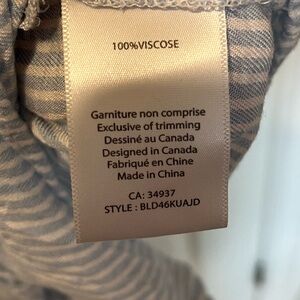 100%VISCOSE
Garniture non comprise
Exclusive of trimming
Dessiné au Canada
Designed in Canada
Fabriqué en Chine
Made in China
CA: 34937
STYLE : BLD46KUAJD